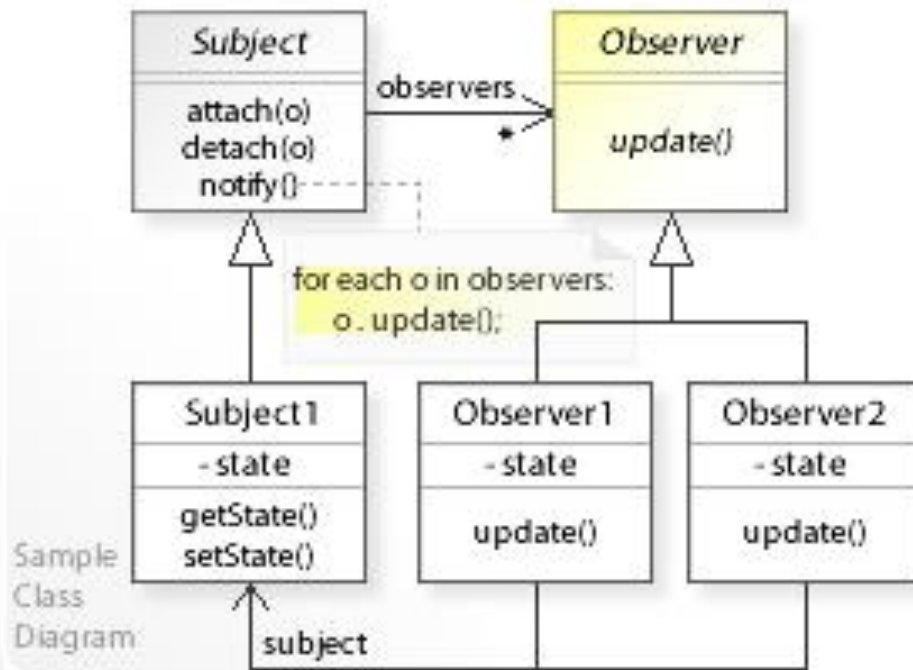 Subject
attach(o)
detach(o)
notify()
observers
*
Observer
update()
for each o in observers:
o . update();
Subject1
- state
getState()
setState()
Observer1
- state
update()
Observer2
- state
update()
subject
Sample
Class
Diagram